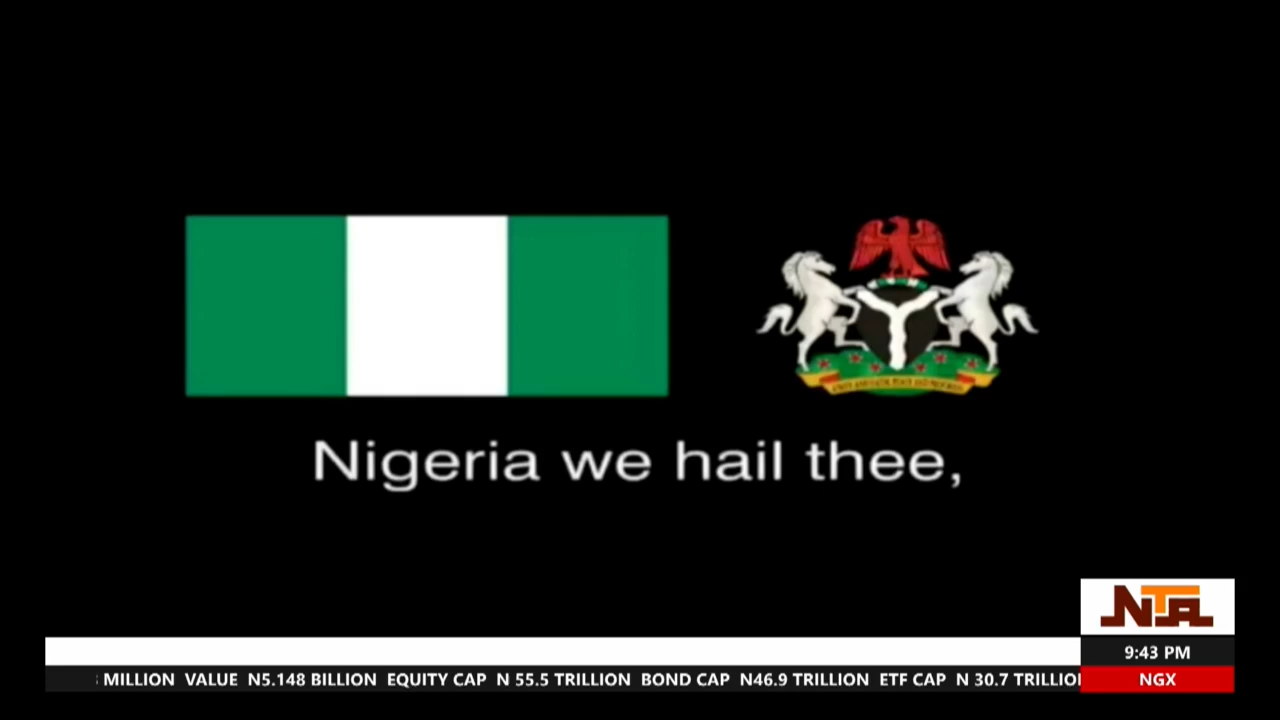 Nigeria we hail thee,
NTA
9:43 PM
MILLION VALUE N5.148 BILLION EQUITY CAP N 55.5 TRILLION BOND CAP N46.9 TRILLION ETF CAP N 30.7 TRILLIO
NGX